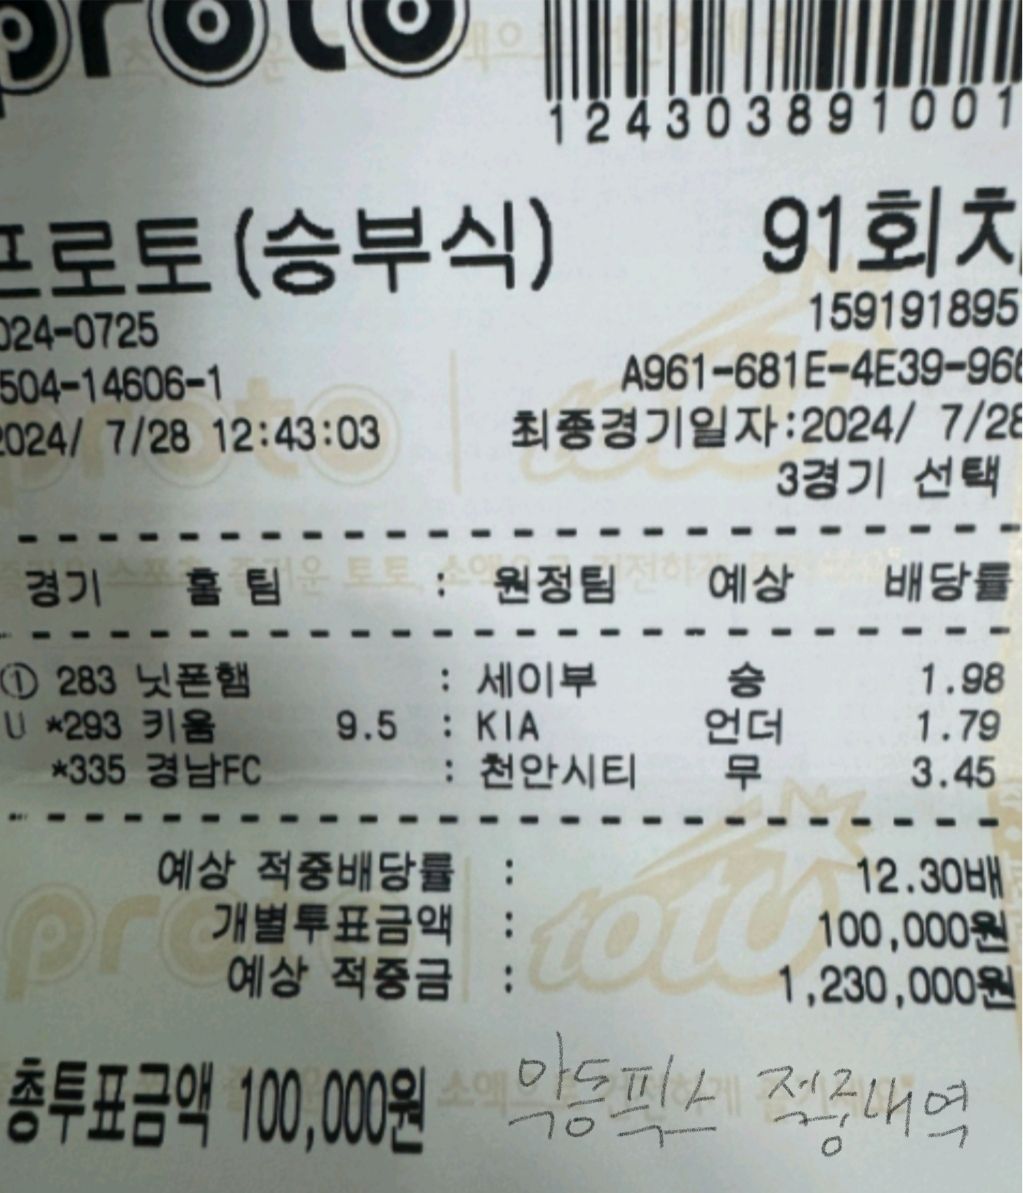 proto
124303891001
프로토(승부식) 91회차
024-0725 159191895
504-14606-1 A961-681E-4E39-966
2024/ 7/28 12:43:03 최종경기일자:2024/ 7/28
3경기 선택
경기 홈 팀 : 원정팀 예상 배당률
① 283 닛폰햄 : 세이부 승 1.98
U *293 키움 9.5 : KIA 언더 1.79
*335 경남FC : 천안시티 무 3.45
예상 적중배당률 : 12.30배
개별투표금액 : 100,000원
예상 적중금 : 1,230,000원
총투표금액 100,000원 악동픽스 적중내역